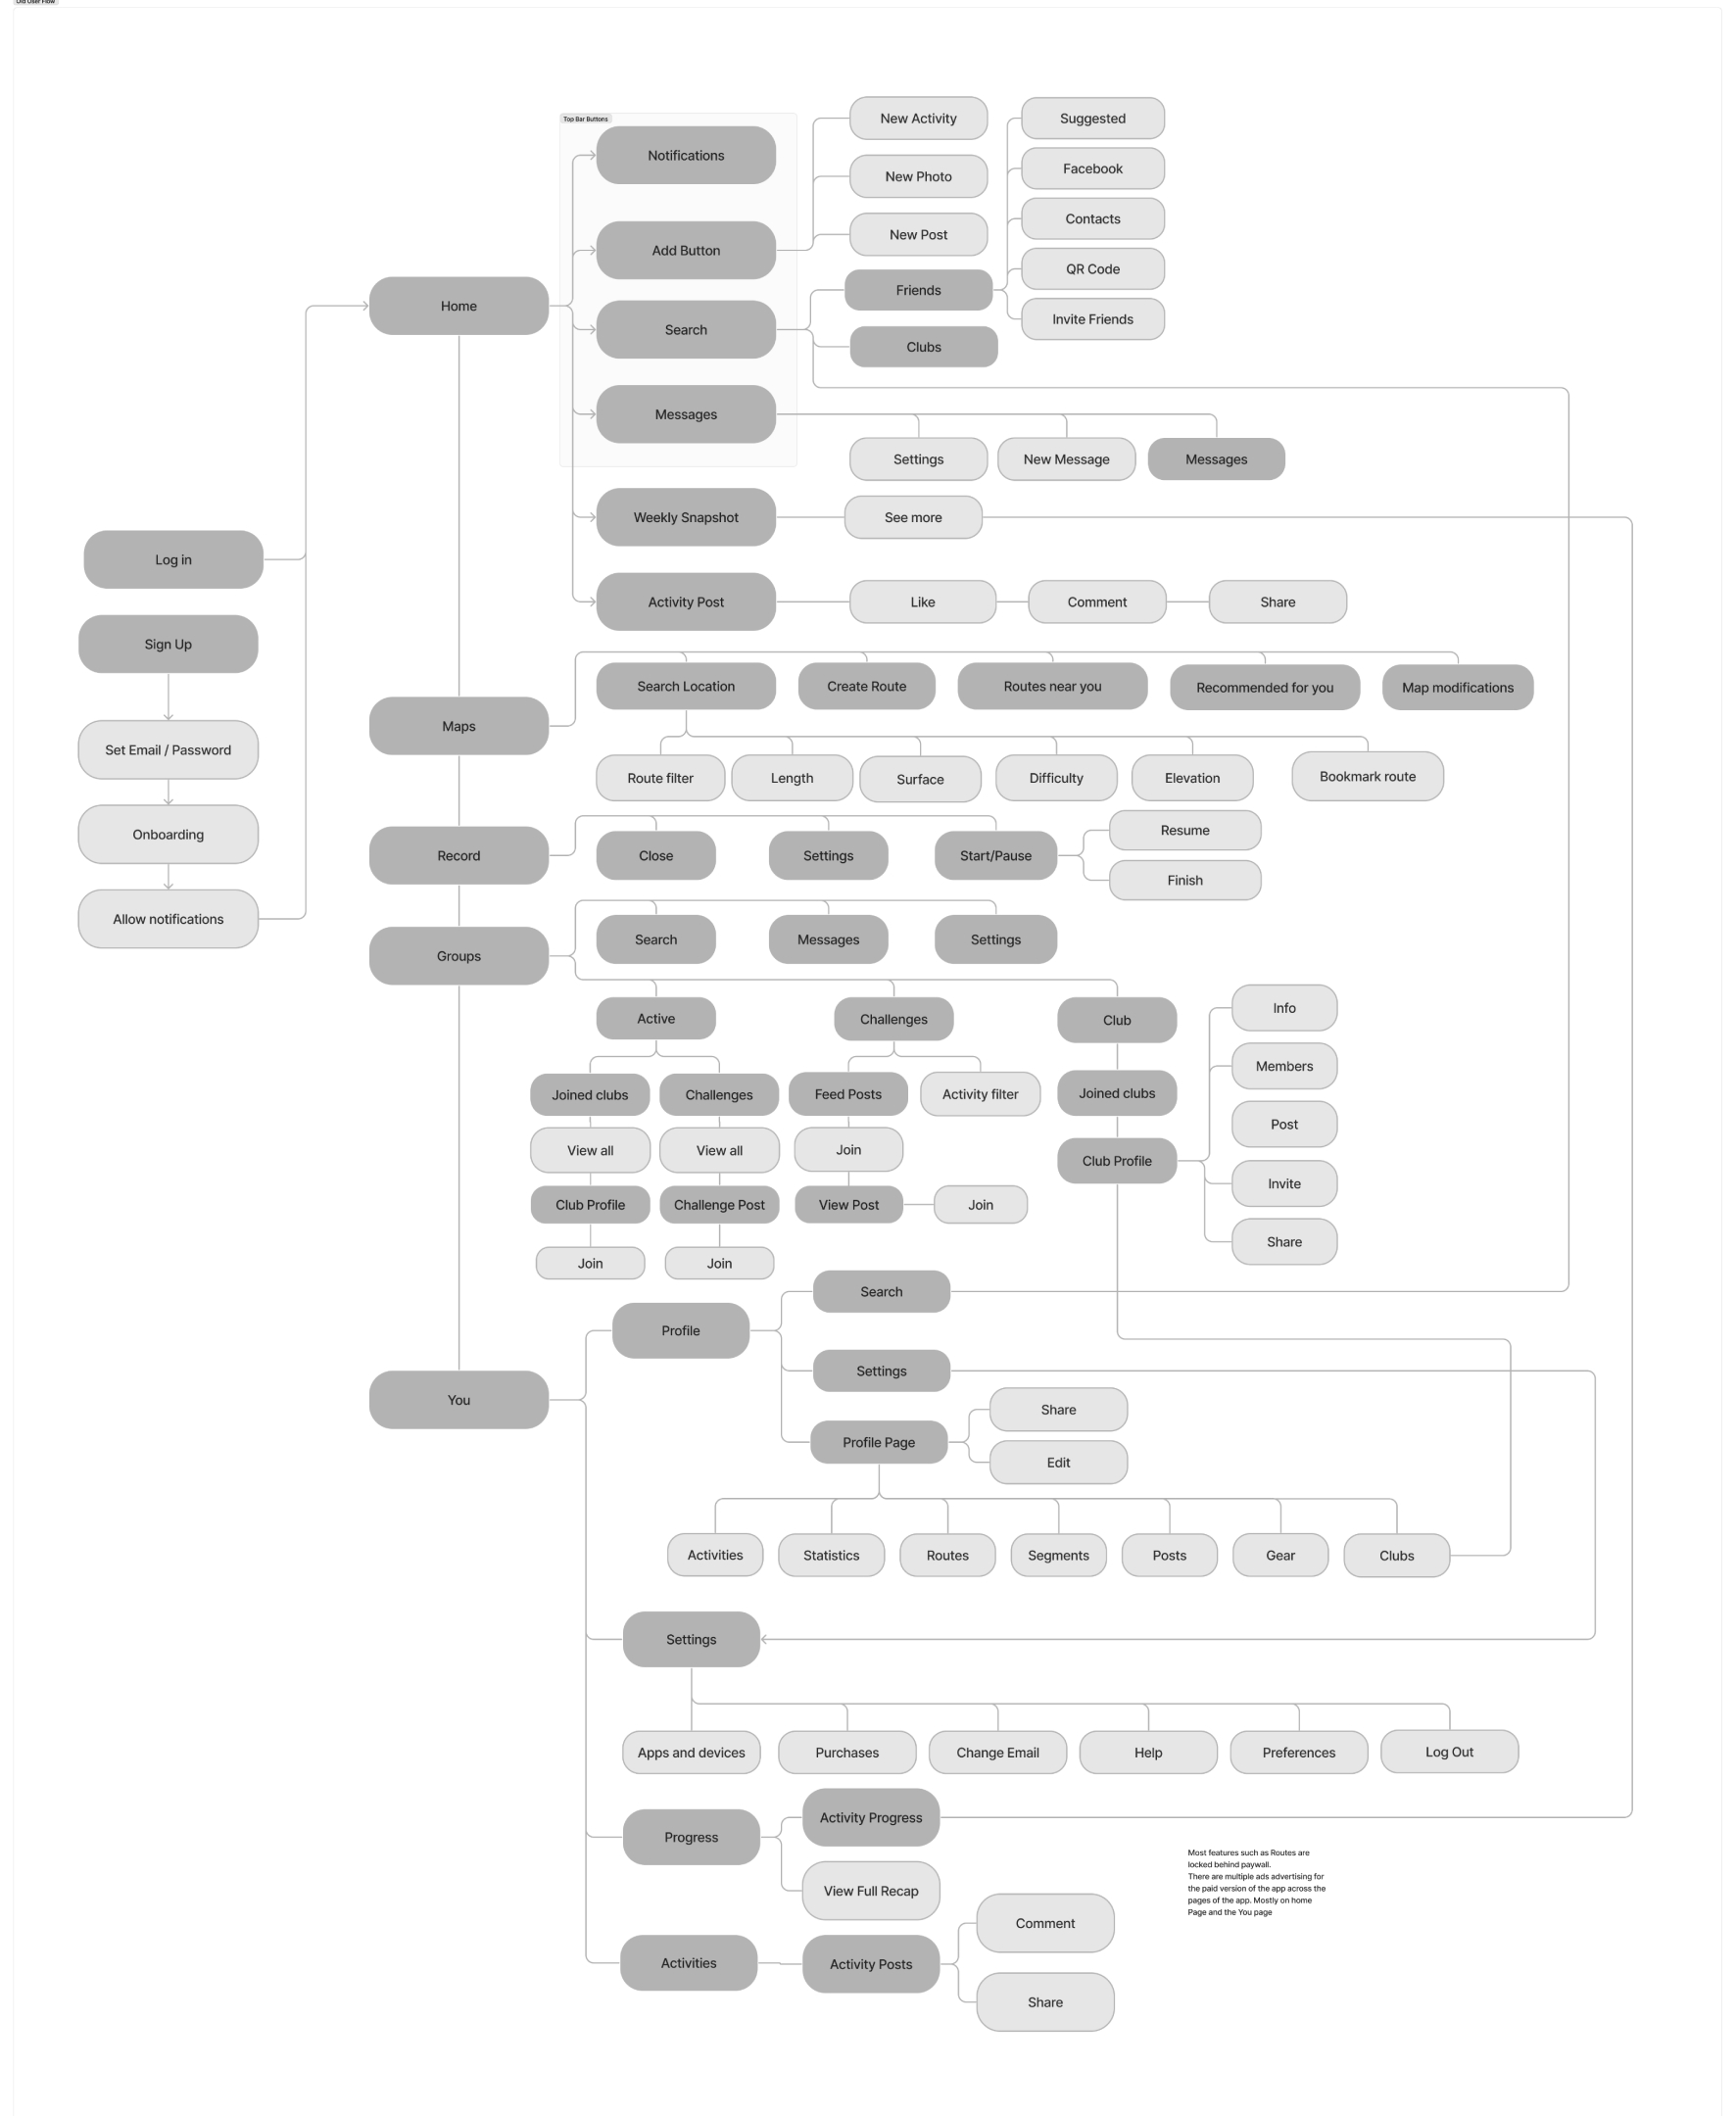 Old User Flow
Top Bar Buttons
Notifications
Add Button
Search
Messages
New Activity
New Photo
New Post
Friends
Clubs
Suggested
Facebook
Contacts
QR Code
Invite Friends
Home
Settings
New Message
Messages
Weekly Snapshot
See more
Log in
Activity Post
Like
Comment
Share
Sign Up
Set Email / Password
Onboarding
Allow notifications
Maps
Search Location
Create Route
Routes near you
Recommended for you
Map modifications
Route filter
Length
Surface
Difficulty
Elevation
Bookmark route
Record
Close
Settings
Start/Pause
Resume
Finish
Groups
Search
Messages
Settings
Active
Challenges
Club
Joined clubs
Challenges
Feed Posts
Activity filter
Joined clubs
View all
View all
Join
Club Profile
Club Profile
Challenge Post
View Post
Join
Join
Join
Info
Members
Post
Invite
Share
You
Profile
Search
Settings
Profile Page
Share
Edit
Activities
Statistics
Routes
Segments
Posts
Gear
Clubs
Settings
Apps and devices
Purchases
Change Email
Help
Preferences
Log Out
Progress
Activity Progress
View Full Recap
Activities
Activity Posts
Comment
Share
Most features such as Routes are
locked behind paywall.
There are multiple ads advertising for
the paid version of the app across the
pages of the app. Mostly on home
Page and the You page